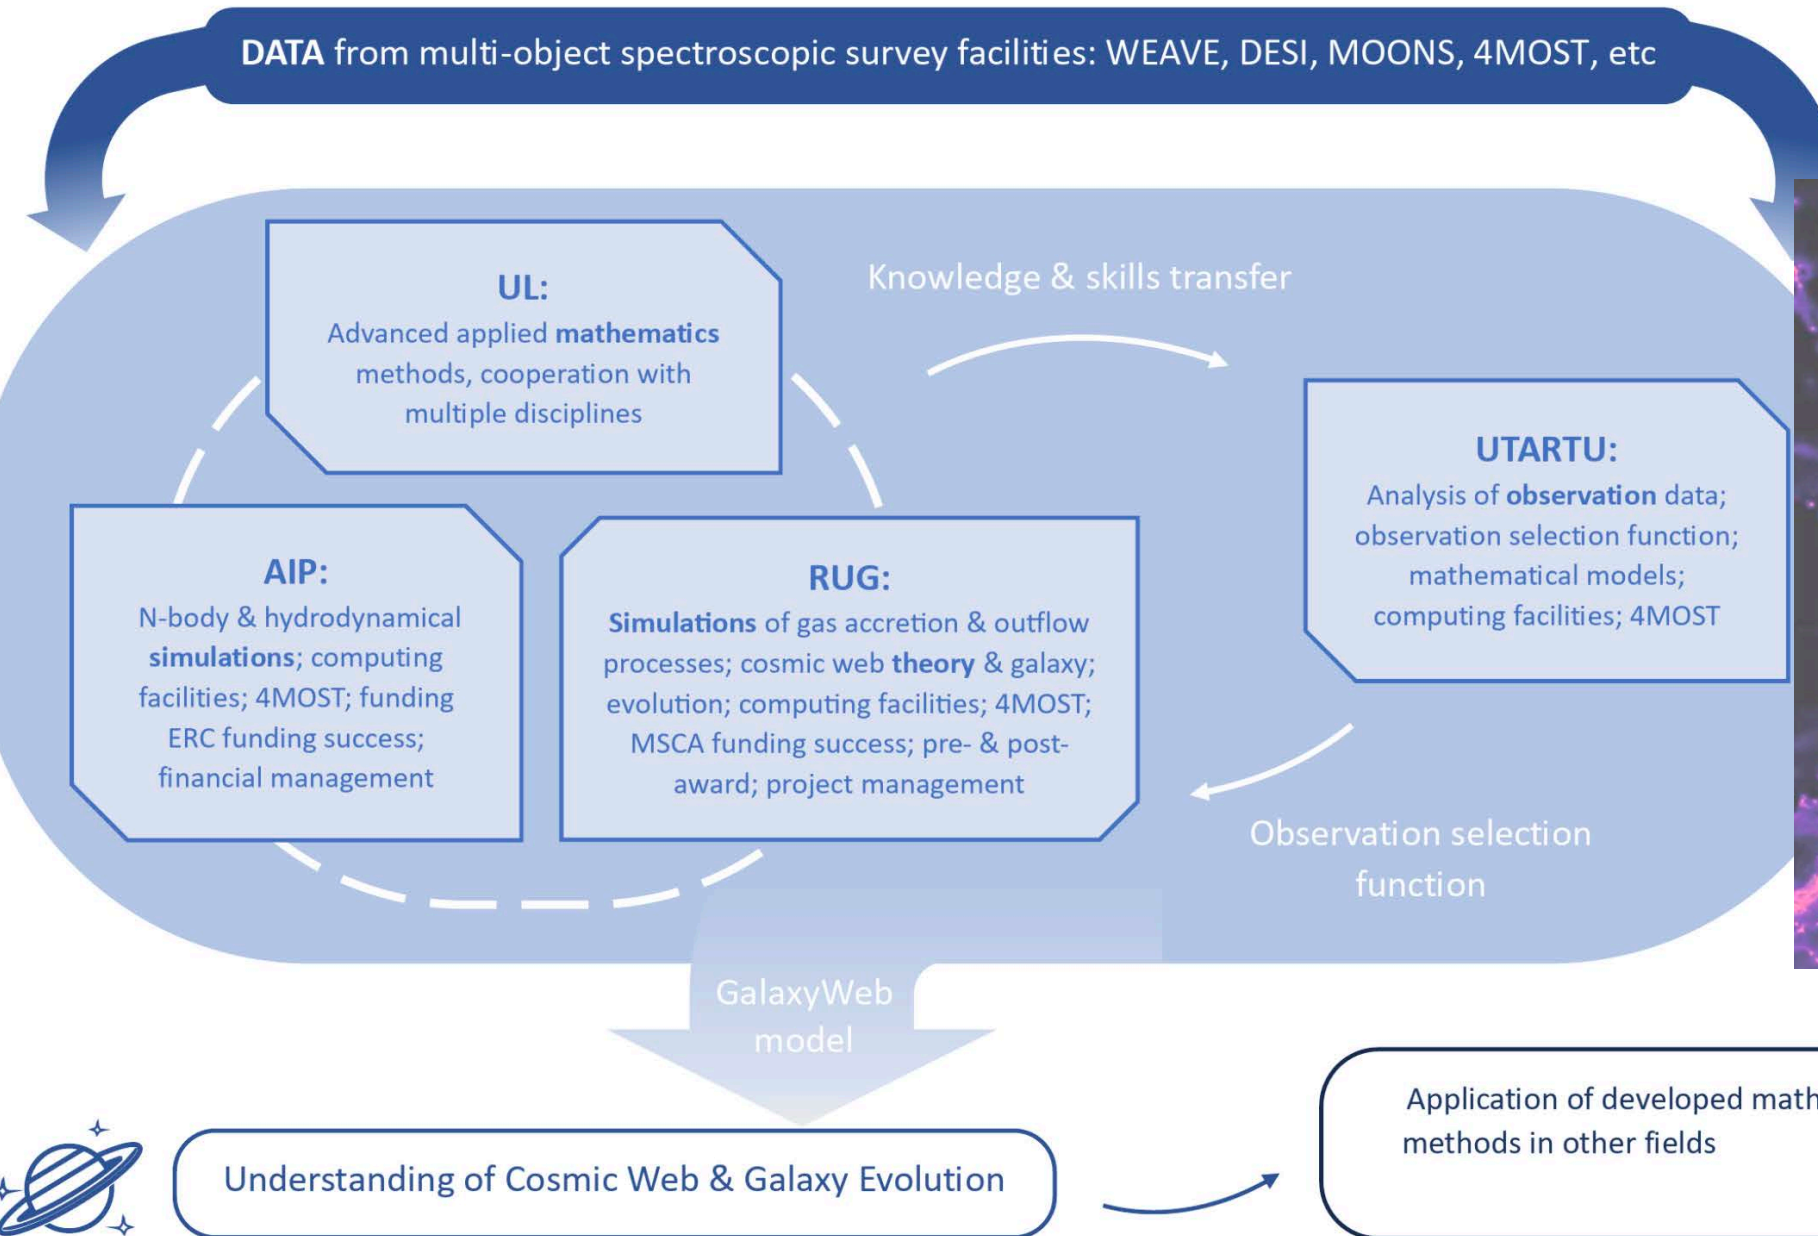 DATA from multi-object spectroscopic survey facilities: WEAVE, DESI, MOONS, 4MOST, etc
UL:
Advanced applied mathematics
methods, cooperation with
multiple disciplines
Knowledge & skills transfer
UTARTU:
Analysis of observation data;
observation selection function;
mathematical models;
computing facilities; 4MOST
AIP:
N-body & hydrodynamical
simulations; computing
facilities; 4MOST; funding
ERC funding success;
financial management
RUG:
Simulations of gas accretion & outflow
processes; cosmic web theory & galaxy;
evolution; computing facilities; 4MOST;
MSCA funding success; pre- & post-
award; project management
Observation selection
function
GalaxyWeb
model
Understanding of Cosmic Web & Galaxy Evolution
Application of developed math
methods in other fields